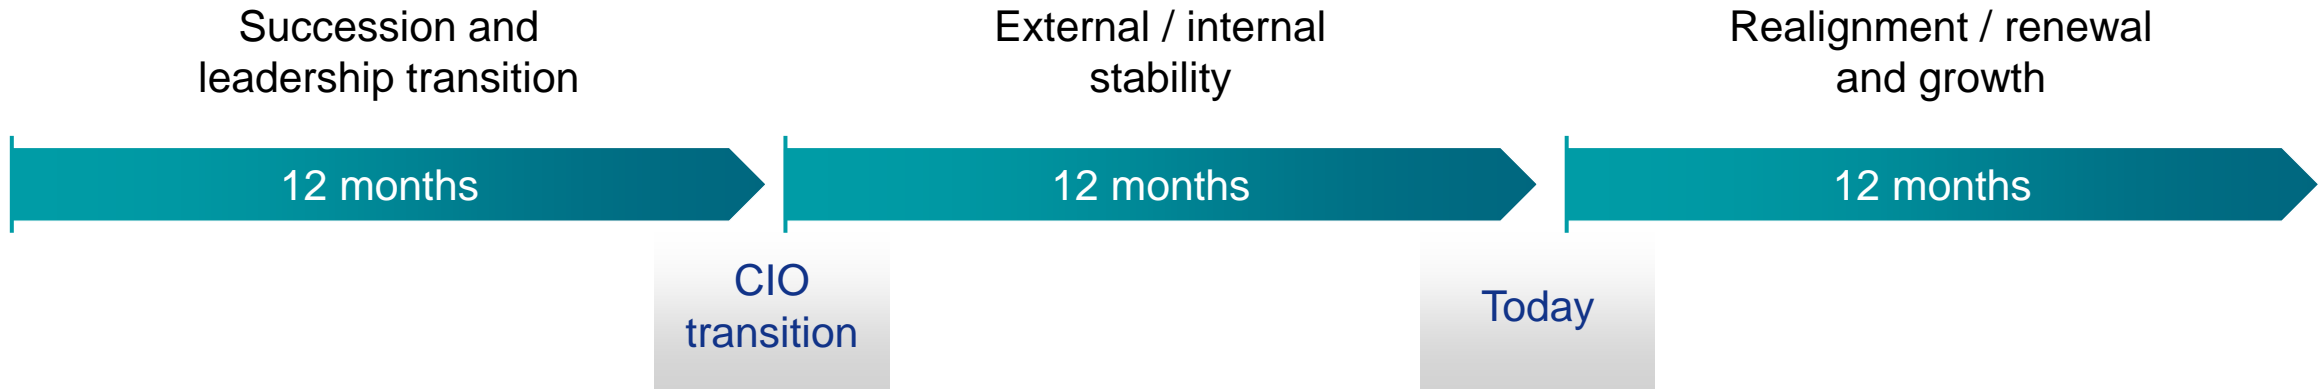 Succession and
leadership transition
External / internal
stability
Realignment / renewal
and growth
12 months
12 months
12 months
CIO
transition
Today